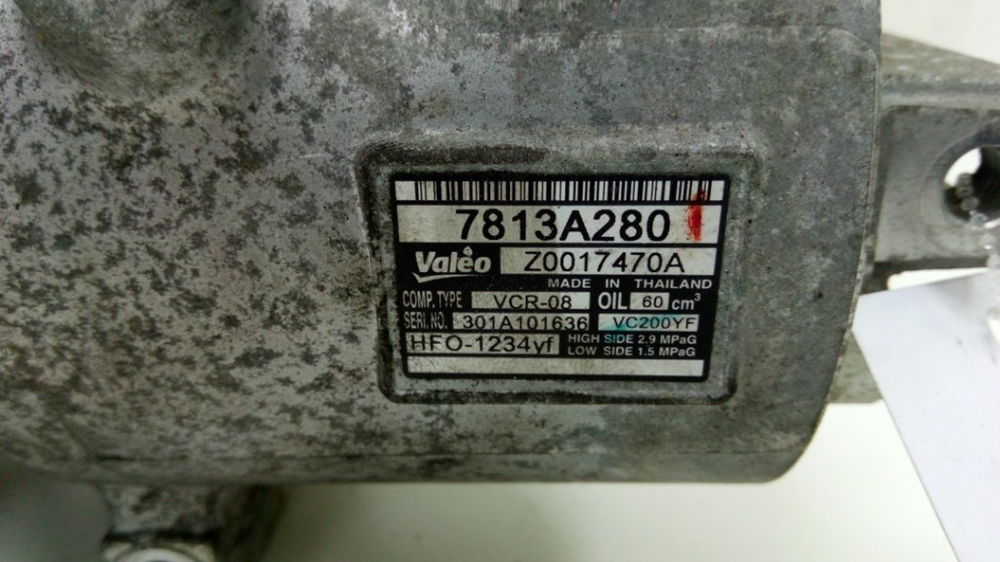 7813A280
Valeo Z0017470A
MADE IN THAILAND
COMP. TYPE VCR-08 OIL 60 cm³
SERI. NO. 301A101636 VC200YF
HFO-1234yf HIGH SIDE 2.9 MPaG
LOW SIDE 1.5 MPaG